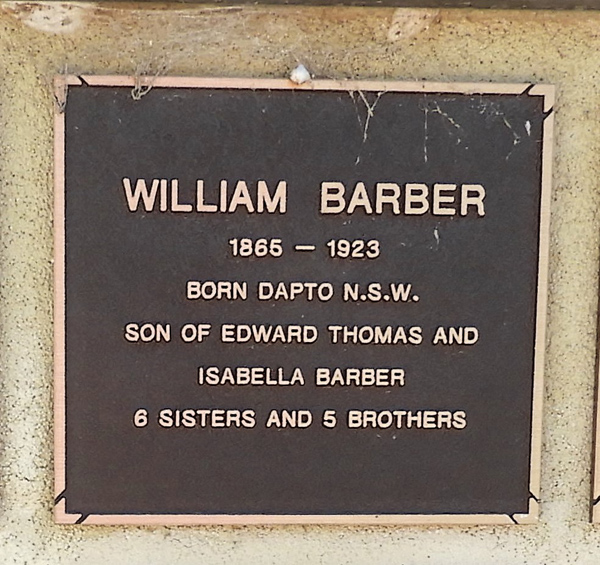 WILLIAM BARBER
1865 — 1923
BORN DAPTO N.S.W.
SON OF EDWARD THOMAS AND
ISABELLA BARBER
6 SISTERS AND 5 BROTHERS